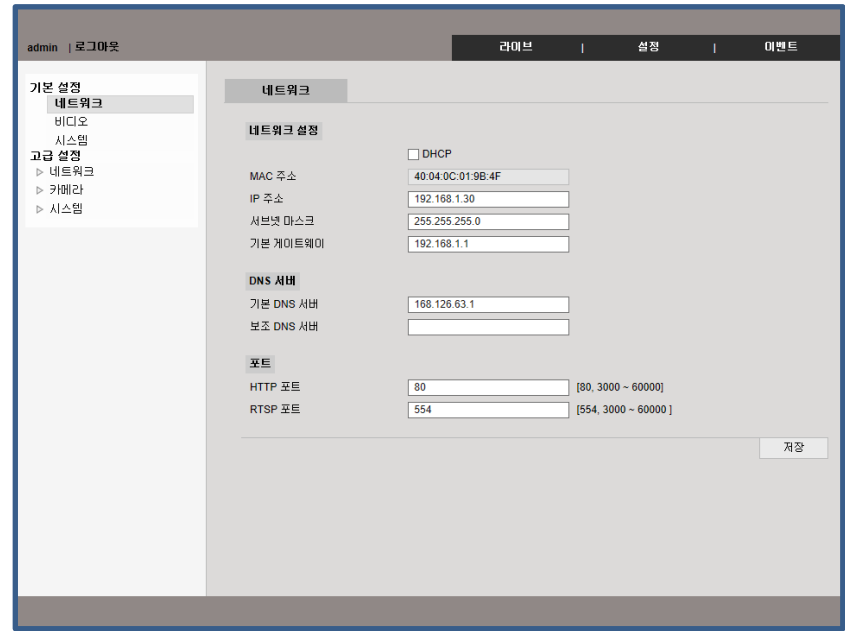 admin | 로그아웃
라이브 | 설정 | 이벤트
기본 설정
네트워크
비디오
시스템
고급 설정
▷ 네트워크
▷ 카메라
▷ 시스템
네트워크
네트워크 설정
DHCP
MAC 주소 40:04:0C:01:9B:4F
IP 주소 192.168.1.30
서브넷 마스크 255.255.255.0
기본 게이트웨이 192.168.1.1
DNS 서버
기본 DNS 서버 168.126.63.1
보조 DNS 서버
포트
HTTP 포트 80 [80, 3000 ~ 60000]
RTSP 포트 554 [554, 3000 ~ 60000 ]
저장